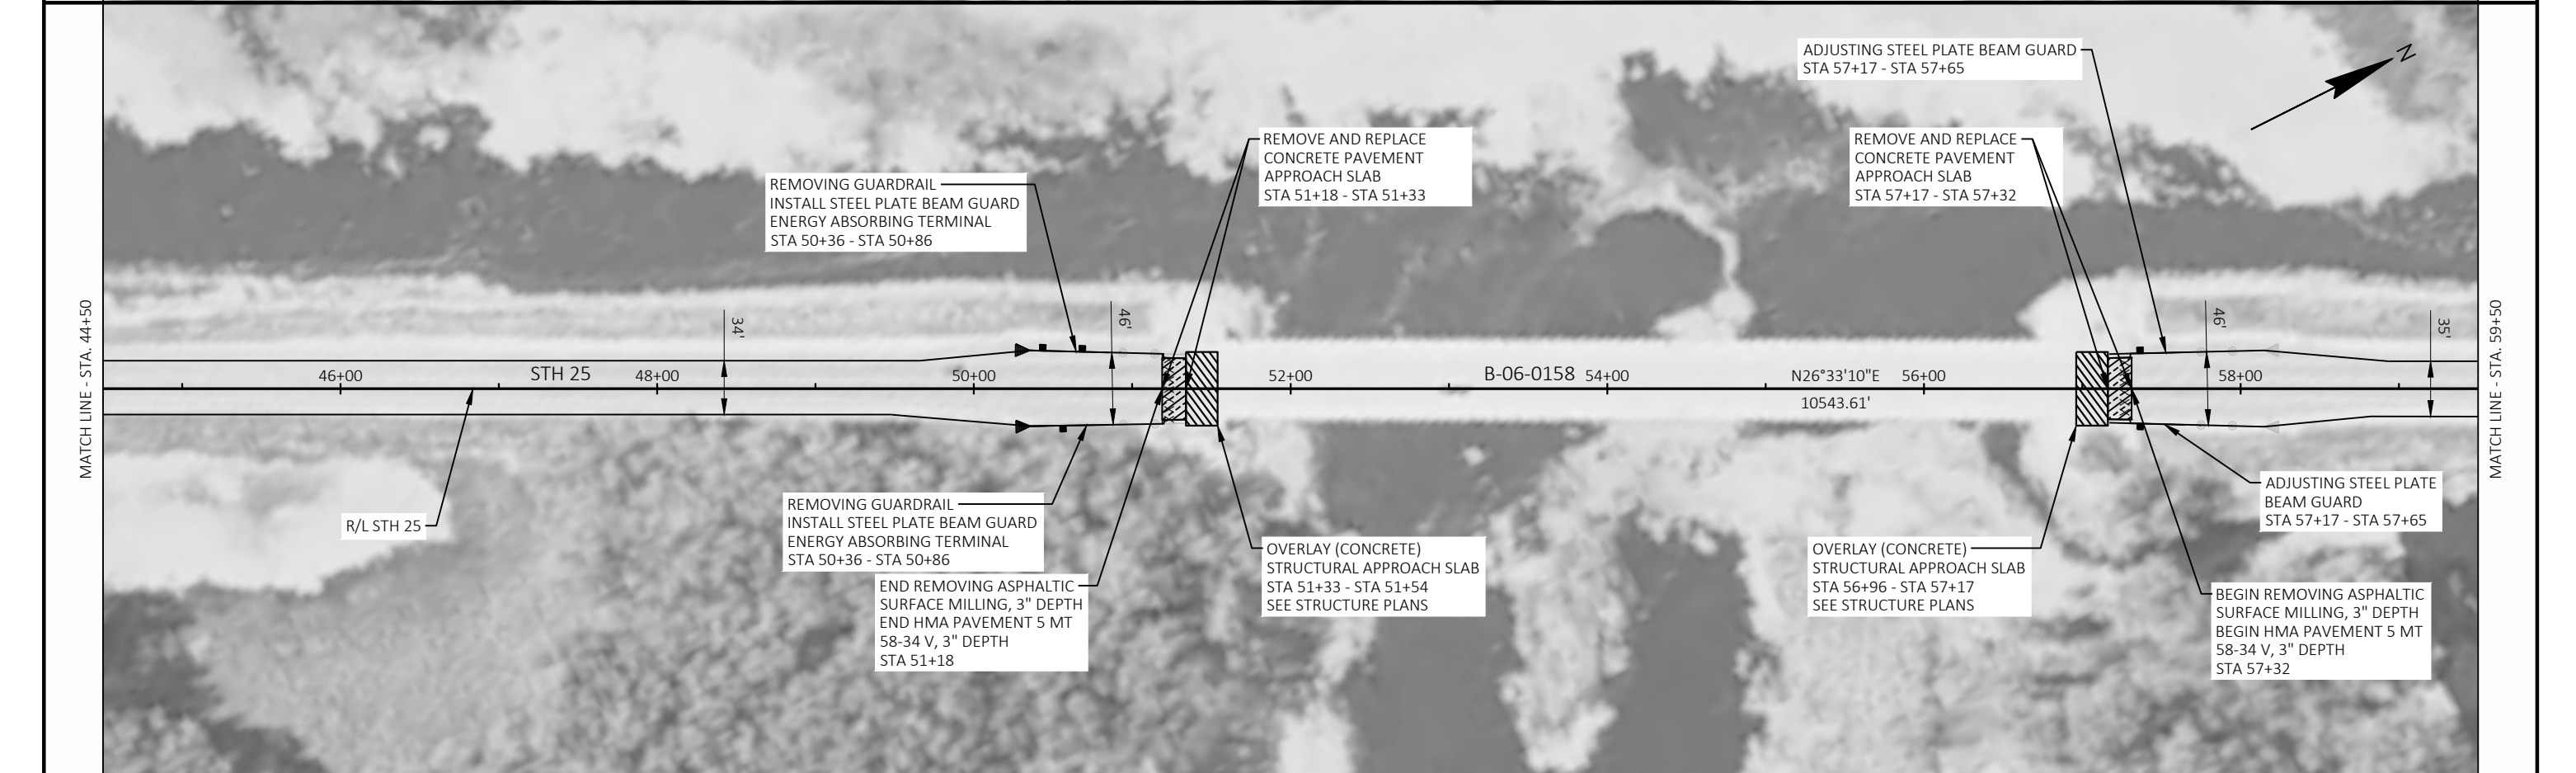 ADJUSTING STEEL PLATE BEAM GUARD
STA 57+17 - STA 57+65
N
REMOVE AND REPLACE
CONCRETE PAVEMENT
APPROACH SLAB
STA 51+18 - STA 51+33
REMOVE AND REPLACE
CONCRETE PAVEMENT
APPROACH SLAB
STA 57+17 - STA 57+32
REMOVING GUARDRAIL
INSTALL STEEL PLATE BEAM GUARD
ENERGY ABSORBING TERMINAL
STA 50+36 - STA 50+86
MATCH LINE - STA. 44+50
34'
46'
46'
35'
MATCH LINE - STA. 59+50
46+00
STH 25
48+00
50+00
52+00
B-06-0158
54+00
N26°33'10"E
56+00
58+00
10543.61'
R/L STH 25
REMOVING GUARDRAIL
INSTALL STEEL PLATE BEAM GUARD
ENERGY ABSORBING TERMINAL
STA 50+36 - STA 50+86
END REMOVING ASPHALTIC
SURFACE MILLING, 3" DEPTH
END HMA PAVEMENT 5 MT
58-34 V, 3" DEPTH
STA 51+18
OVERLAY (CONCRETE)
STRUCTURAL APPROACH SLAB
STA 51+33 - STA 51+54
SEE STRUCTURE PLANS
OVERLAY (CONCRETE)
STRUCTURAL APPROACH SLAB
STA 56+96 - STA 57+17
SEE STRUCTURE PLANS
ADJUSTING STEEL PLATE
BEAM GUARD
STA 57+17 - STA 57+65
BEGIN REMOVING ASPHALTIC
SURFACE MILLING, 3" DEPTH
BEGIN HMA PAVEMENT 5 MT
58-34 V, 3" DEPTH
STA 57+32